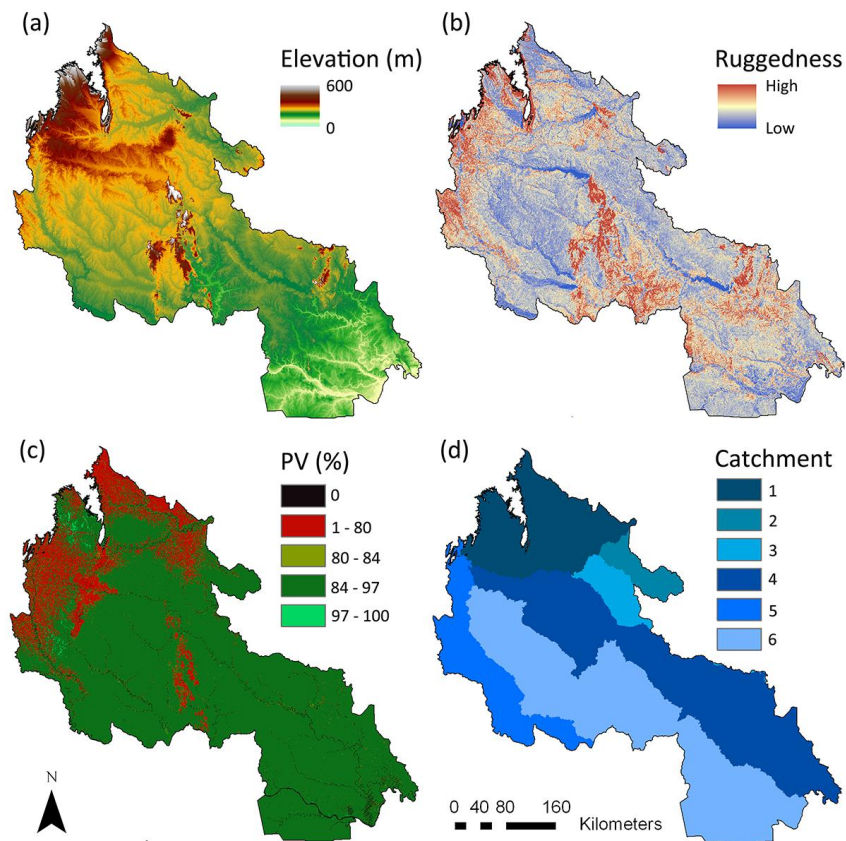 (a)
Elevation (m)
600
0
(b)
Ruggedness
High
Low
(c)
PV (%)
0
1 - 80
80 - 84
84 - 97
97 - 100
N
(d)
Catchment
1
2
3
4
5
6
0 40 80 160
Kilometers